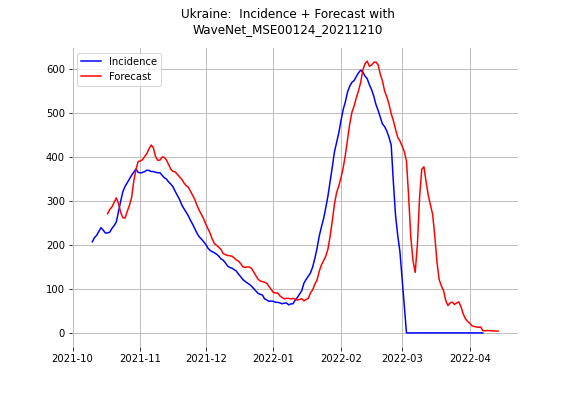 Ukraine:  Incidence + Forecast with
WaveNet_MSE00124_20211210
Incidence
Forecast
600
500
400
300
200
100
0
2021-10 2021-11 2021-12 2022-01 2022-02 2022-03 2022-04